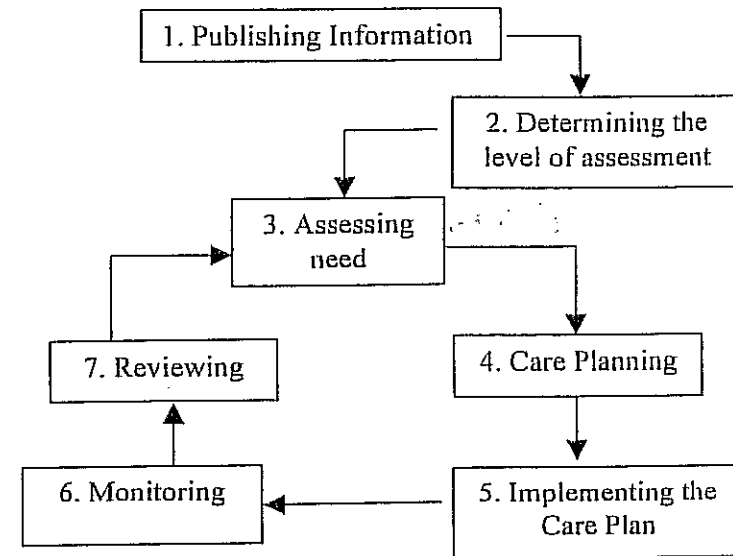 1. Publishing Information
2. Determining the
level of assessment
3. Assessing
need
4. Care Planning
5. Implementing the
Care Plan
6. Monitoring
7. Reviewing